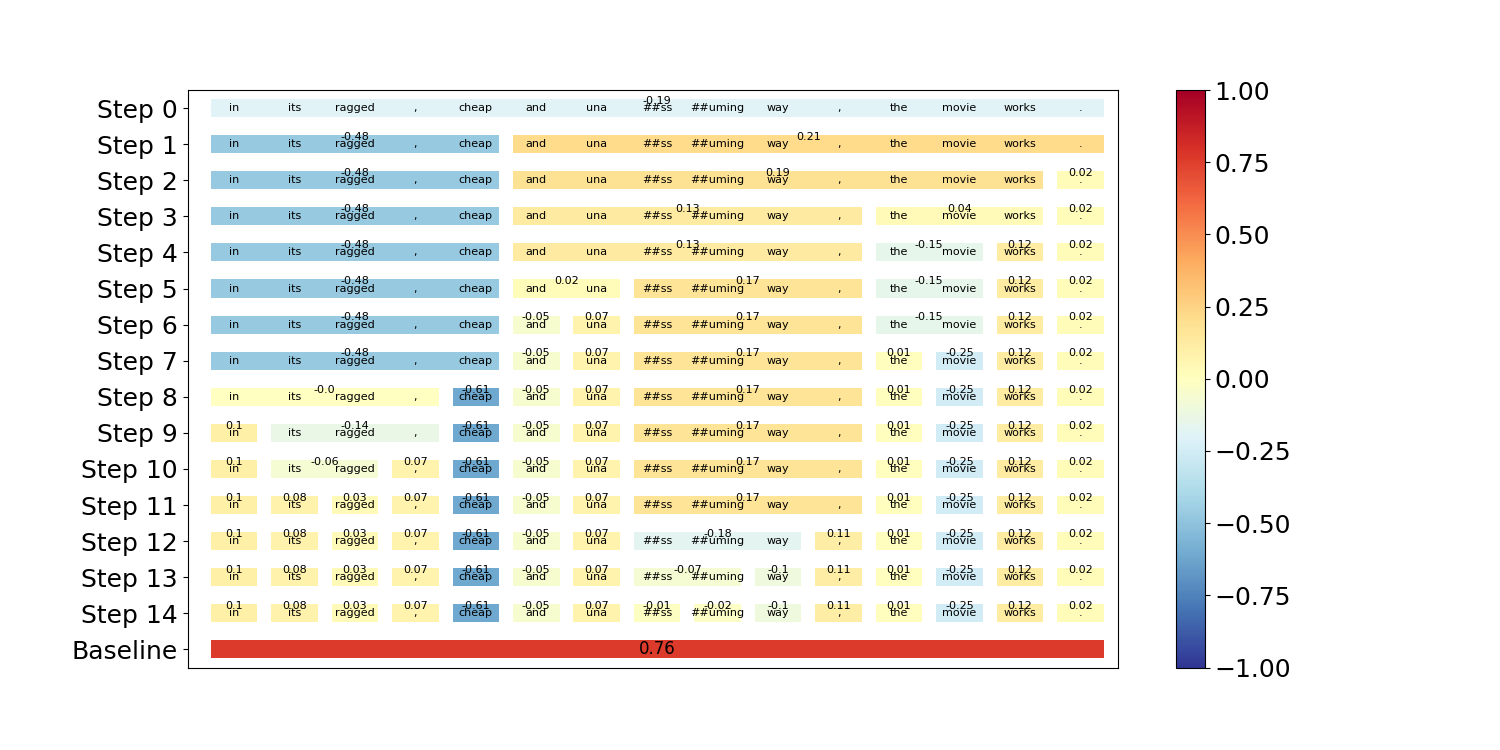 -0.19
Step 0 in its ragged , cheap and una ##ss ##uming way , the movie works .
-0.48 0.21
Step 1 in its ragged , cheap and una ##ss ##uming way , the movie works .
-0.48 0.19 0.02
Step 2 in its ragged , cheap and una ##ss ##uming way , the movie works .
-0.48 0.13 0.04 0.02
Step 3 in its ragged , cheap and una ##ss ##uming way , the movie works .
-0.48 0.13 -0.15 0.12 0.02
Step 4 in its ragged , cheap and una ##ss ##uming way , the movie works .
-0.48 0.02 0.17 -0.15 0.12 0.02
Step 5 in its ragged , cheap and una ##ss ##uming way , the movie works .
-0.48 -0.05 0.07 0.17 -0.15 0.12 0.02
Step 6 in its ragged , cheap and una ##ss ##uming way , the movie works .
-0.48 -0.05 0.07 0.17 0.01 -0.25 0.12 0.02
Step 7 in its ragged , cheap and una ##ss ##uming way , the movie works .
-0.0 -0.61 -0.05 0.07 0.17 0.01 -0.25 0.12 0.02
Step 8 in its ragged , cheap and una ##ss ##uming way , the movie works .
0.1 -0.14 -0.61 -0.05 0.07 0.17 0.01 -0.25 0.12 0.02
Step 9 in its ragged , cheap and una ##ss ##uming way , the movie works .
0.1 -0.06 0.07 -0.61 -0.05 0.07 0.17 0.01 -0.25 0.12 0.02
Step 10 in its ragged , cheap and una ##ss ##uming way , the movie works .
0.1 0.08 0.03 0.07 -0.61 -0.05 0.07 0.17 0.01 -0.25 0.12 0.02
Step 11 in its ragged , cheap and una ##ss ##uming way , the movie works .
0.1 0.08 0.03 0.07 -0.61 -0.05 0.07 -0.18 0.11 0.01 -0.25 0.12 0.02
Step 12 in its ragged , cheap and una ##ss ##uming way , the movie works .
0.1 0.08 0.03 0.07 -0.61 -0.05 0.07 -0.07 -0.1 0.11 0.01 -0.25 0.12 0.02
Step 13 in its ragged , cheap and una ##ss ##uming way , the movie works .
0.1 0.08 0.03 0.07 -0.61 -0.05 0.07 -0.01 -0.02 -0.1 0.11 0.01 -0.25 0.12 0.02
Step 14 in its ragged , cheap and una ##ss ##uming way , the movie works .
Baseline 0.76
1.00
0.75
0.50
0.25
0.00
−0.25
−0.50
−0.75
−1.00